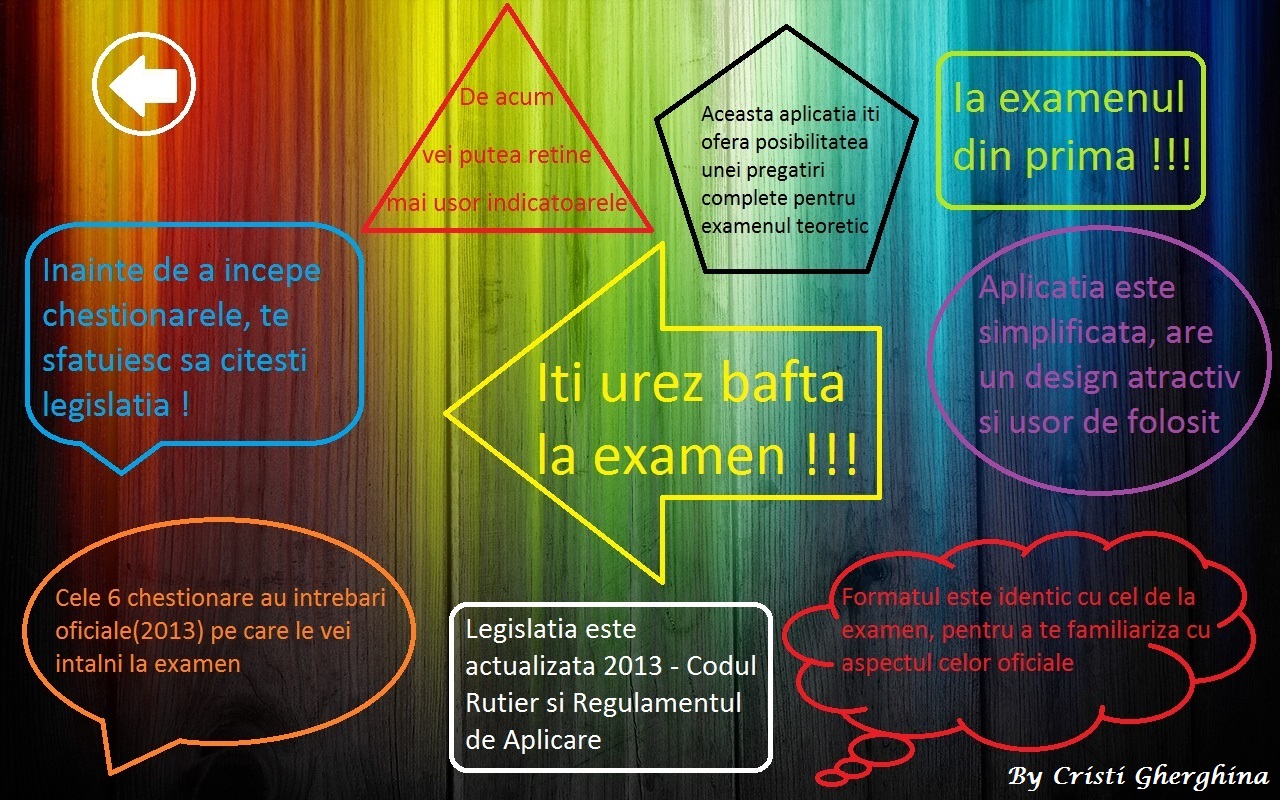 De acum
vei putea retine
mai usor indicatoarele
Aceasta aplicatia iti
ofera posibilitatea
unei pregatiri
complete pentru
examenul teoretic
Ia examenul
din prima !!!
Inainte de a incepe
chestionarele, te
sfatuiesc sa citesti
legislatia !
Iti urez bafta
la examen !!!
Aplicatia este
simplificata, are
un design atractiv
si usor de folosit
Cele 6 chestionare au intrebari
oficiale(2013) pe care le vei
intalni la examen
Legislatia este
actualizata 2013 - Codul
Rutier si Regulamentul
de Aplicare
Formatul este identic cu cel de la
examen, pentru a te familiariza cu
aspectul celor oficiale
By Cristi Gherghina